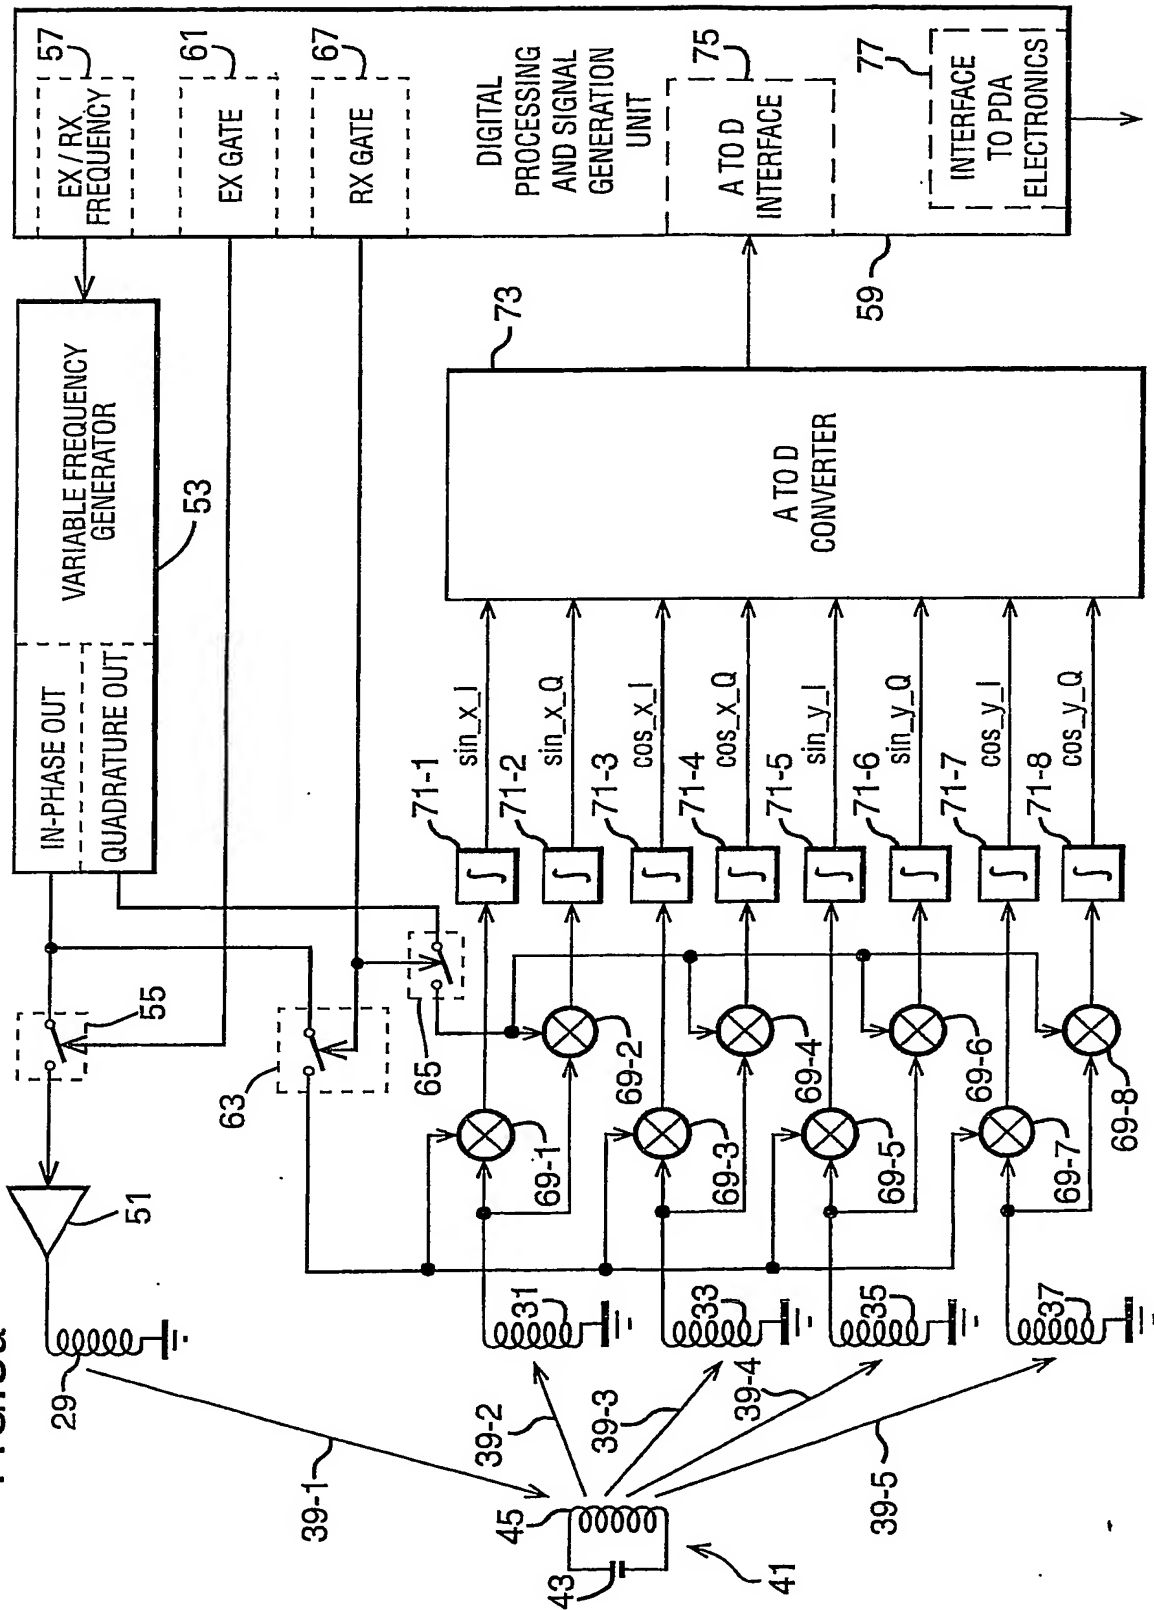 57
EX / RX
FREQUENCY
61
EX GATE
67
RX GATE
DIGITAL
PROCESSING
AND SIGNAL
GENERATION
UNIT
75
A TO D
INTERFACE
77
INTERFACE
TO PDA
ELECTRONICS
59
VARIABLE FREQUENCY
GENERATOR
53
IN-PHASE OUT
QUADRATURE OUT
73
A TO D
CONVERTER
sin_x_I
sin_x_Q
cos_x_I
cos_x_Q
sin_y_I
sin_y_Q
cos_y_I
cos_y_Q
71-1
71-2
71-3
71-4
71-5
71-6
71-7
71-8
∫
∫
∫
∫
∫
∫
∫
∫
55
63
65
69-1
69-2
69-3
69-4
69-5
69-6
69-7
69-8
51
29
31
33
35
37
39-1
39-2
39-3
39-4
39-5
45
43
41